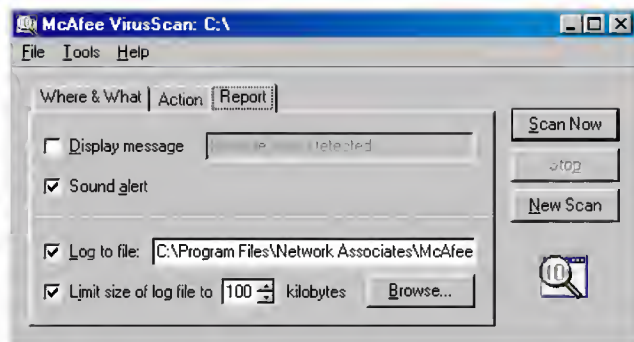 McAfee VirusScan: C:\
File Tools Help
Where & What Action Report
Display message
Sound alert
Log to file: C:\Program Files\Network Associates\McAfee
Limit size of log file to 100 kilobytes Browse...
Scan Now
Stop
New Scan